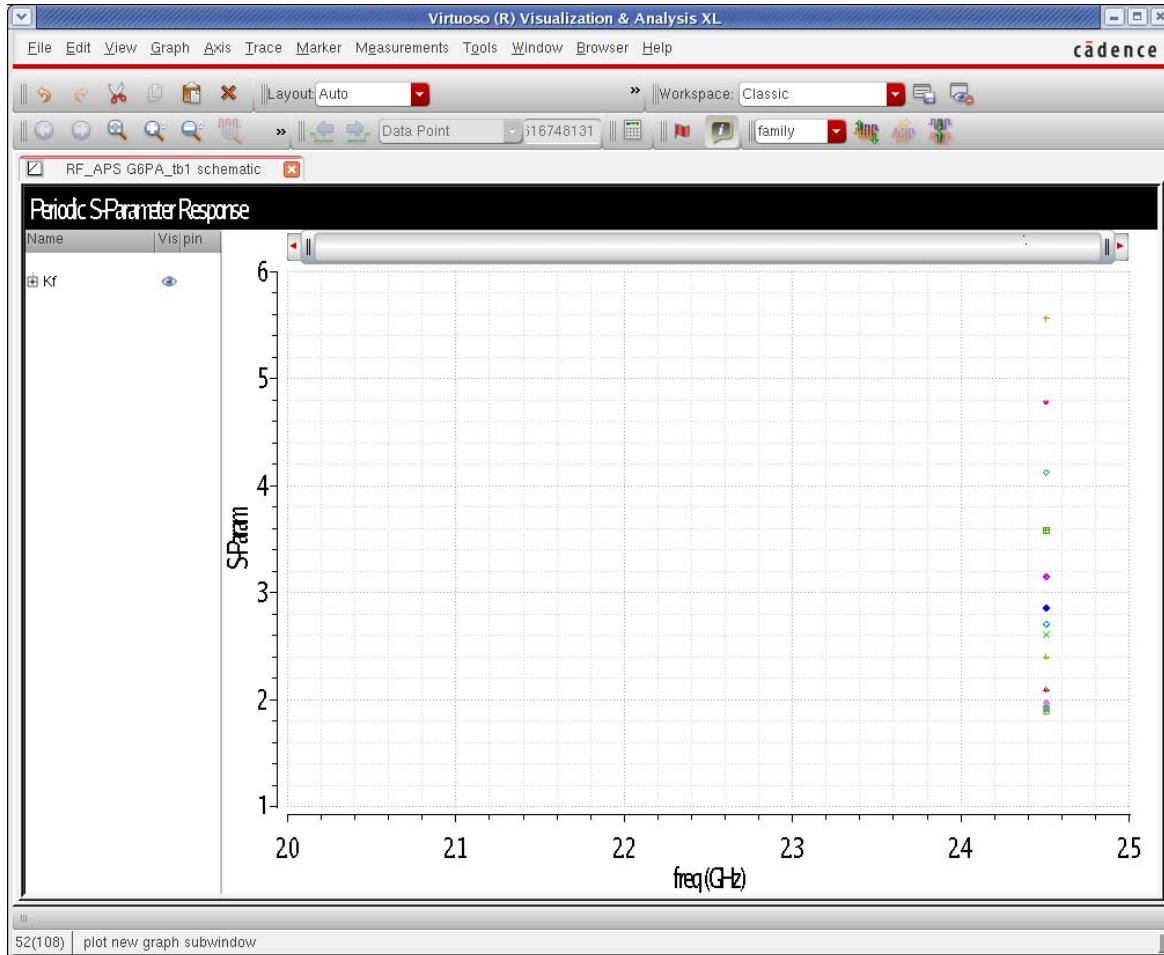 Virtuoso (R) Visualization & Analysis XL
File Edit View Graph Axis Trace Marker Measurements Tools Window Browser Help
cādence
Layout: Auto » Workspace: Classic
» Data Point 616748131 family
RF_APS G6PA_tb1 schematic
Periodic S-Parameter Response
Name Vis pin
Kf
6
5
4
3
2
1
S-Param
20 21 22 23 24 25
freq (GHz)
52(108) plot new graph subwindow